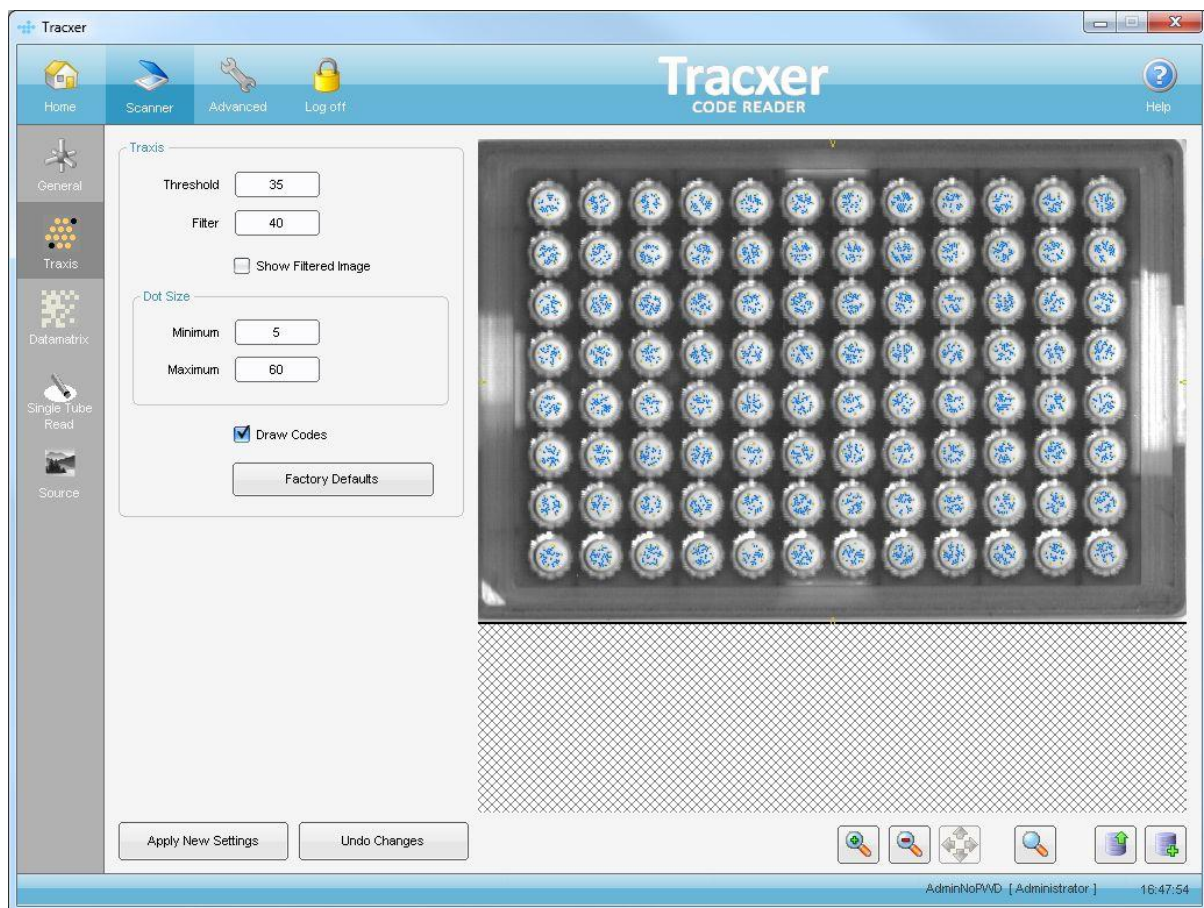 Tracxer
Home
Scanner
Advanced
Log off
Tracxer
CODE READER
Help
General
Traxis
Datamatrix
Single Tube
Read
Source
Traxis
Threshold 35
Filter 40
Show Filtered Image
Dot Size
Minimum 5
Maximum 60
Draw Codes
Factory Defaults
Apply New Settings
Undo Changes
AdminNoPWD [ Administrator ] 16:47:54